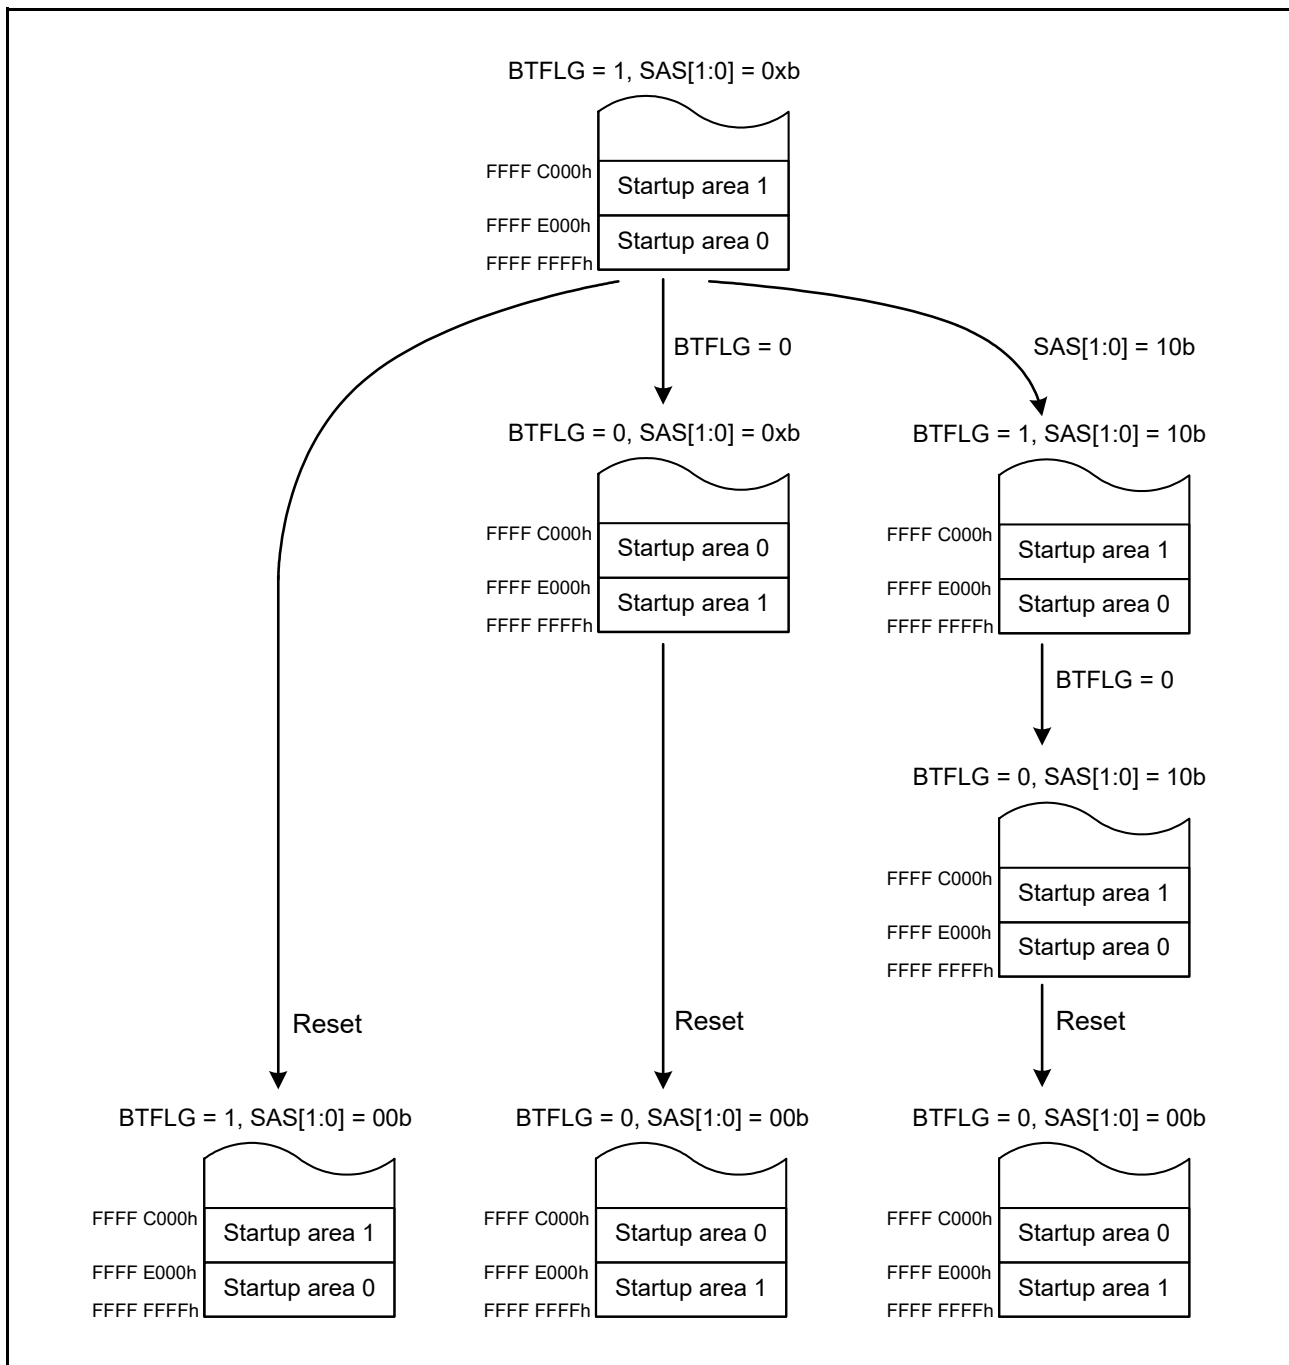 BTFLG = 1, SAS[1:0] = 0xb
FFFF C000h
Startup area 1
FFFF E000h
Startup area 0
FFFF FFFFh
BTFLG = 0
SAS[1:0] = 10b
BTFLG = 0, SAS[1:0] = 0xb
FFFF C000h
Startup area 0
FFFF E000h
Startup area 1
FFFF FFFFh
BTFLG = 1, SAS[1:0] = 10b
FFFF C000h
Startup area 1
FFFF E000h
Startup area 0
FFFF FFFFh
BTFLG = 0
BTFLG = 0, SAS[1:0] = 10b
FFFF C000h
Startup area 1
FFFF E000h
Startup area 0
FFFF FFFFh
Reset
Reset
Reset
BTFLG = 1, SAS[1:0] = 00b
FFFF C000h
Startup area 1
FFFF E000h
Startup area 0
FFFF FFFFh
BTFLG = 0, SAS[1:0] = 00b
FFFF C000h
Startup area 0
FFFF E000h
Startup area 1
FFFF FFFFh
BTFLG = 0, SAS[1:0] = 00b
FFFF C000h
Startup area 0
FFFF E000h
Startup area 1
FFFF FFFFh